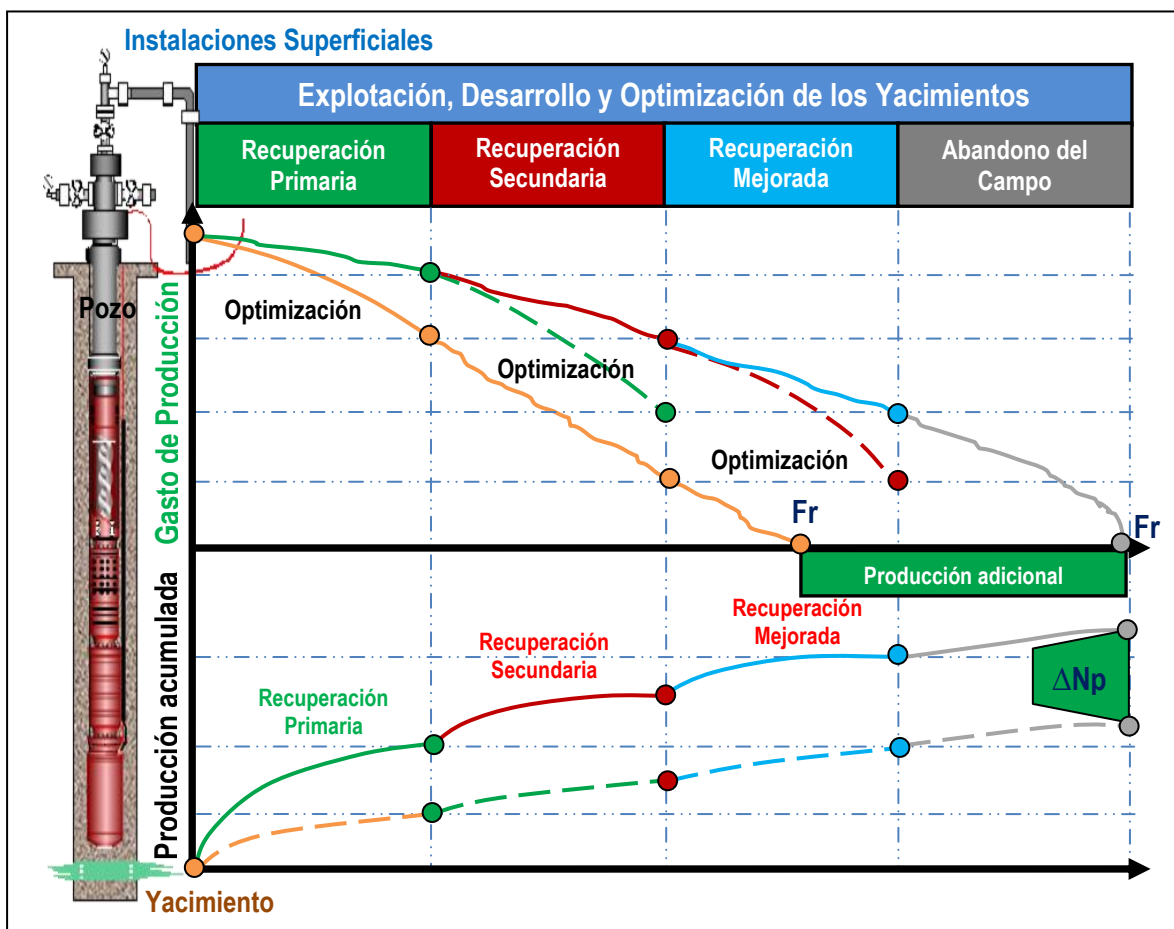 Instalaciones Superficiales
Explotación, Desarrollo y Optimización de los Yacimientos
Recuperación
Primaria
Recuperación
Secundaria
Recuperación
Mejorada
Abandono del
Campo
Pozo
Gasto de Producción
Optimización
Optimización
Optimización
Fr
Fr
Producción adicional
Producción acumulada
Recuperación
Primaria
Recuperación
Secundaria
Recuperación
Mejorada
ΔNp
Yacimiento